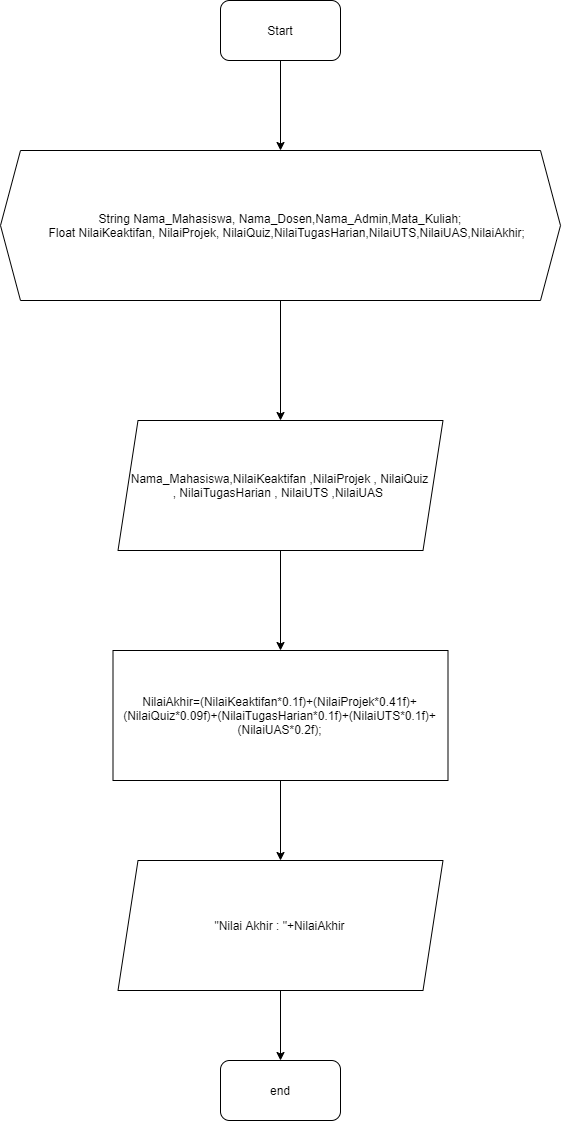 Start
String Nama_Mahasiswa, Nama_Dosen,Nama_Admin,Mata_Kuliah;
Float NilaiKeaktifan, NilaiProjek, NilaiQuiz,NilaiTugasHarian,NilaiUTS,NilaiUAS,NilaiAkhir;
Nama_Mahasiswa,NilaiKeaktifan ,NilaiProjek , NilaiQuiz
, NilaiTugasHarian , NilaiUTS ,NilaiUAS
NilaiAkhir=(NilaiKeaktifan*0.1f)+(NilaiProjek*0.41f)+
(NilaiQuiz*0.09f)+(NilaiTugasHarian*0.1f)+(NilaiUTS*0.1f)+
(NilaiUAS*0.2f);
"Nilai Akhir : "+NilaiAkhir
end